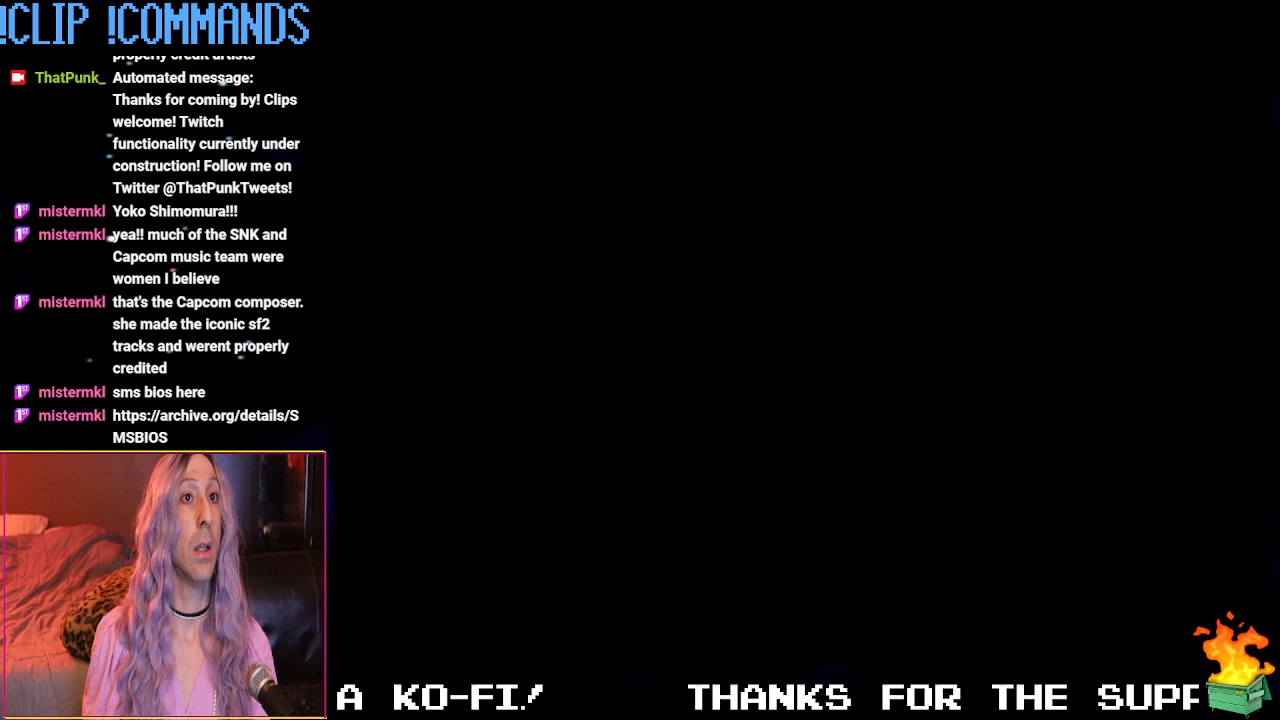 !CLIP !COMMANDS
properly credit artists
ThatPunk_ Automated message:
Thanks for coming by! Clips
welcome! Twitch
functionality currently under
construction! Follow me on
Twitter @ThatPunkTweets!
mistermkl Yoko Shimomura!!!
mistermkl yea!! much of the SNK and
Capcom music team were
women I believe
mistermkl that's the Capcom composer.
she made the iconic sf2
tracks and werent properly
credited
mistermkl sms bios here
mistermkl https://archive.org/details/S
MSBIOS
A KO-FI! THANKS FOR THE SUPP